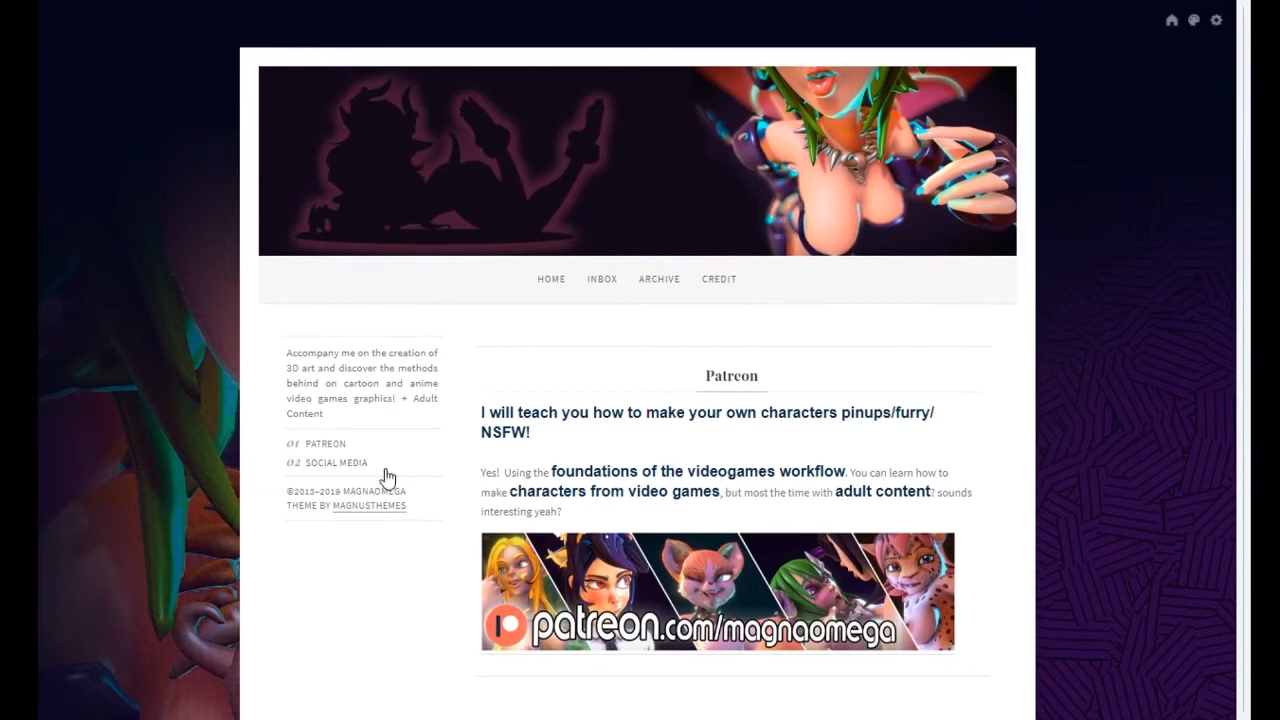 HOME INBOX ARCHIVE CREDIT
Accompany me on the creation of
3D art and discover the methods
behind on cartoon and anime
video games graphics! + Adult
Content
01 PATREON
02 SOCIAL MEDIA
©2013–2019 MAGNAOMEGA
THEME BY MAGNUSTHEMES
Patreon
I will teach you how to make your own characters pinups/furry/
NSFW!
Yes! Using the foundations of the videogames workflow. You can learn how to
make characters from video games, but most the time with adult content? sounds
interesting yeah?
patreon.com/magnaomega